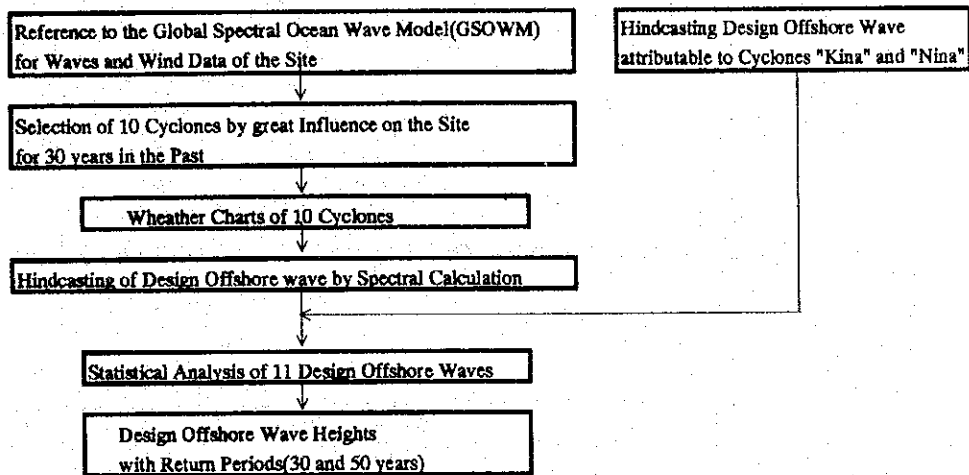 Reference to the Global Spectral Ocean Wave Model(GSOWM)
for Waves and Wind Data of the Site
Hindcasting Design Offshore Wave
attributable to Cyclones "Kina" and "Nina"
Selection of 10 Cyclones by great Influence on the Site
for 30 years in the Past
Wheather Charts of 10 Cyclones
Hindcasting of Design Offshore wave by Spectral Calculation
Statistical Analysis of 11 Design Offshore Waves
Design Offshore Wave Heights
with Return Periods(30 and 50 years)